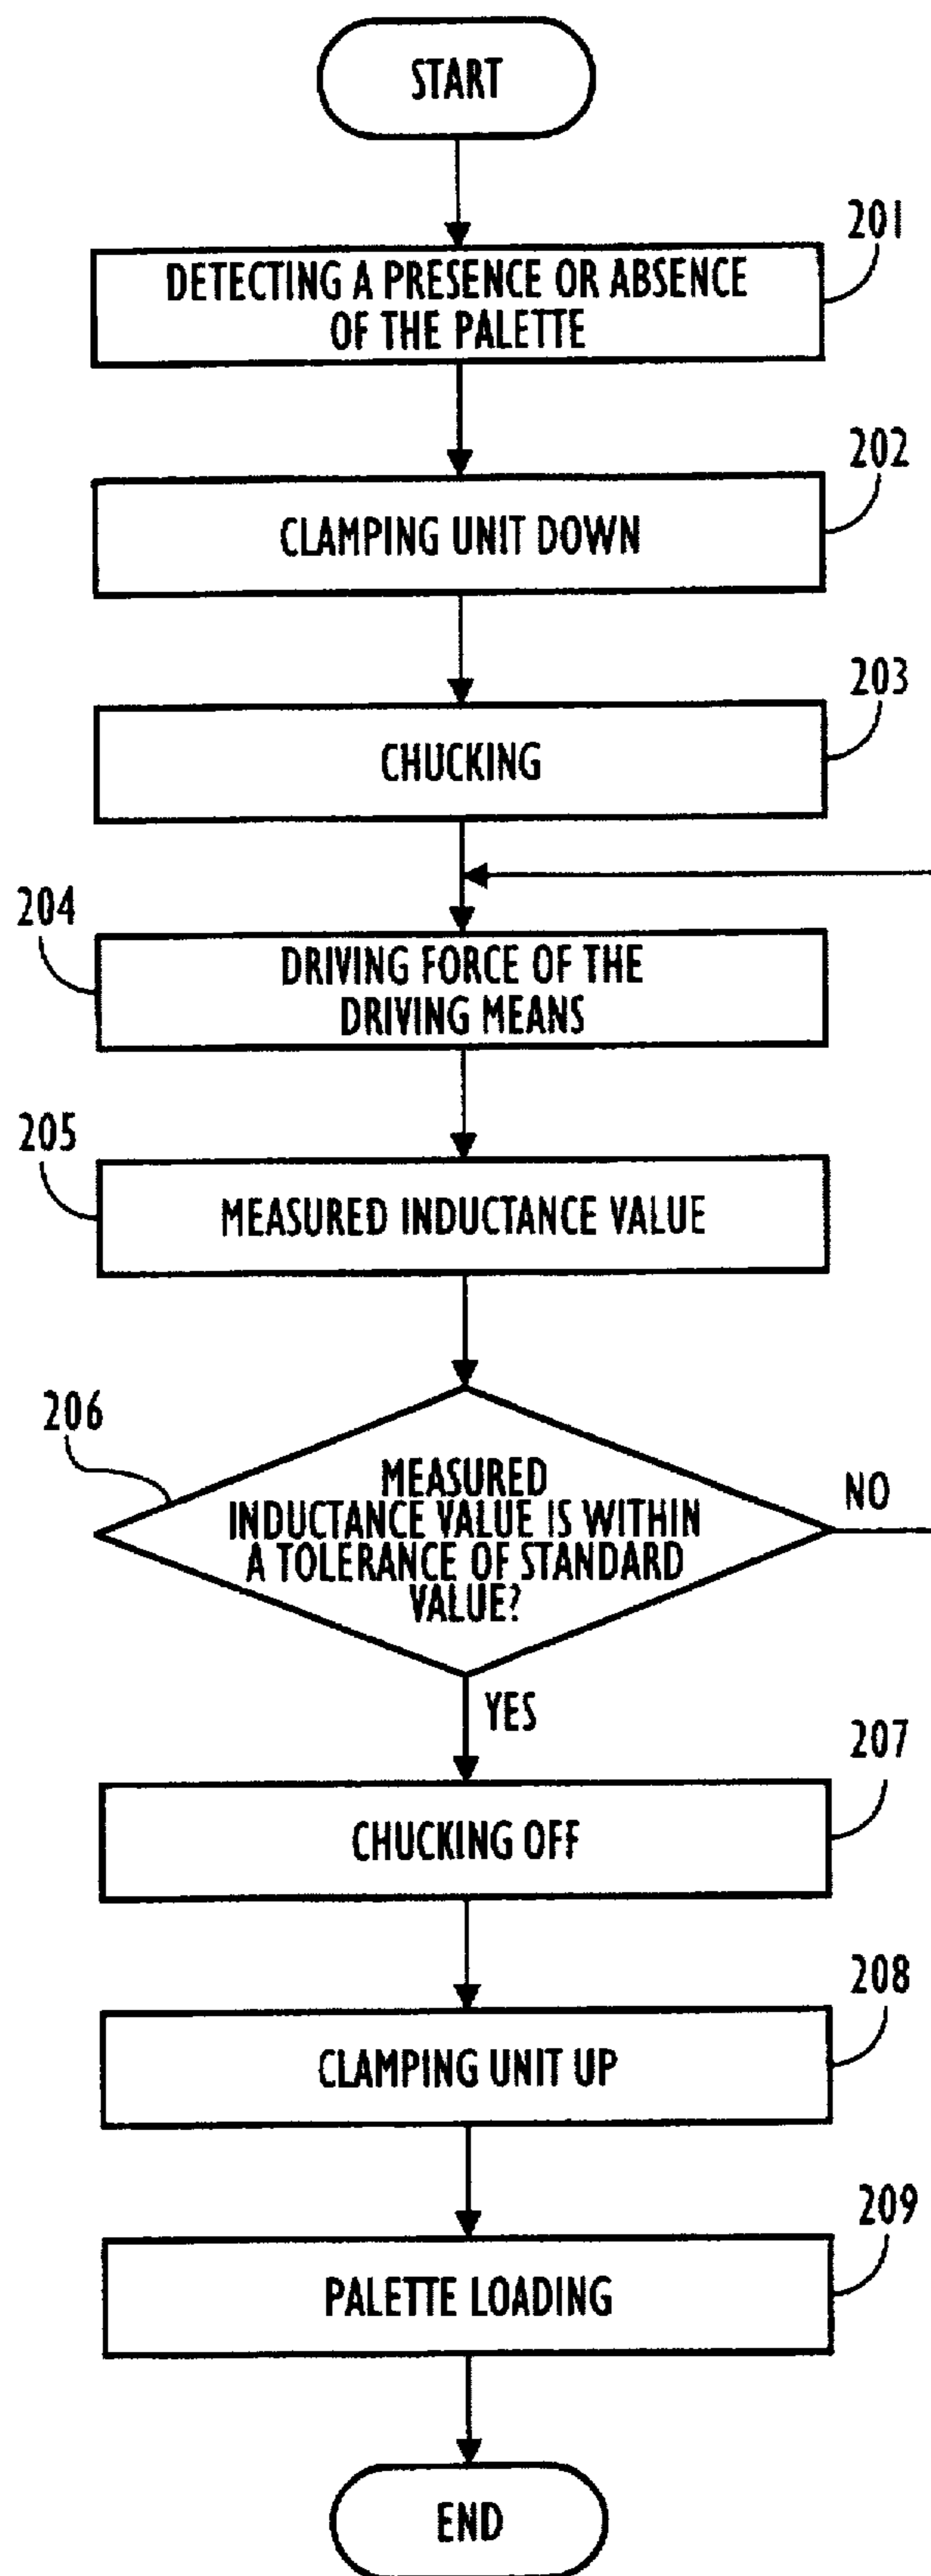 START
201
DETECTING A PRESENCE OR ABSENCE
OF THE PALETTE
202
CLAMPING UNIT DOWN
203
CHUCKING
204
DRIVING FORCE OF THE
DRIVING MEANS
205
MEASURED INDUCTANCE VALUE
206
MEASURED
INDUCTANCE VALUE IS WITHIN
A TOLERANCE OF STANDARD
VALUE?
NO
YES
207
CHUCKING OFF
208
CLAMPING UNIT UP
209
PALETTE LOADING
END